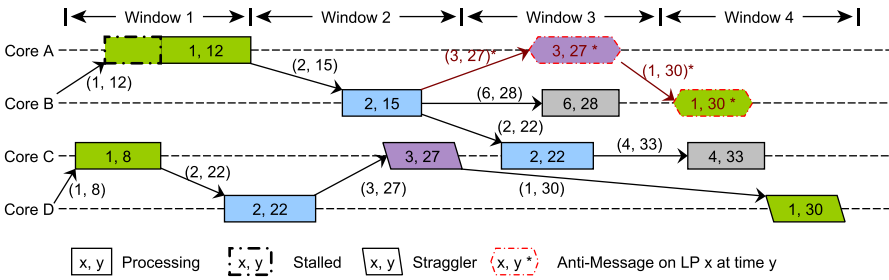 Window 1 Window 2 Window 3 Window 4
Core A 1, 12 3, 27 *
(1, 12) (2, 15) (3, 27)* (1, 30)*
Core B 2, 15 6, 28 1, 30 *
(6, 28)
(2, 22)
Core C 1, 8 3, 27 2, 22 4, 33
(4, 33)
(1, 8) (2, 22) (3, 27) (1, 30)
Core D 2, 22 1, 30
x, y Processing x, y Stalled x, y Straggler x, y * Anti-Message on LP x at time y